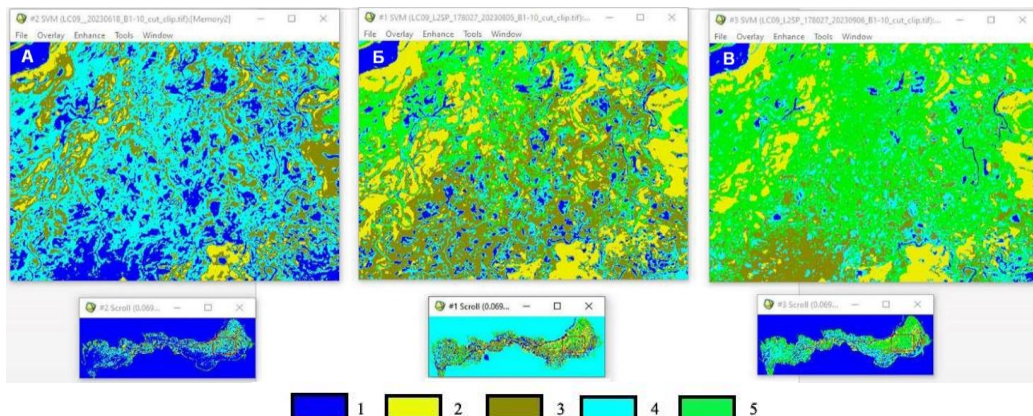 #2 SVM (LC09__20230618_B1-10_cut_clip.tif):[Memory2]
File Overlay Enhance Tools Window
А
#1 SVM (LC09_L2SP_178027_20230805_B1-10_cut_clip.tif):...
File Overlay Enhance Tools Window
Б
#3 SVM (LC09_L2SP_178027_20230906_B1-10_cut_clip.tif):...
File Overlay Enhance Tools Window
В
#2 Scroll (0.069...
#1 Scroll (0.069...
#3 Scroll (0.069...
1 2 3 4 5